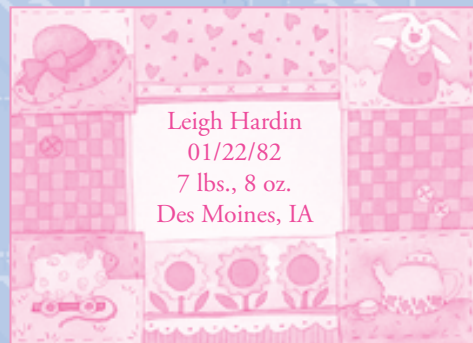 Leigh Hardin
01/22/82
7 lbs., 8 oz.
Des Moines, IA